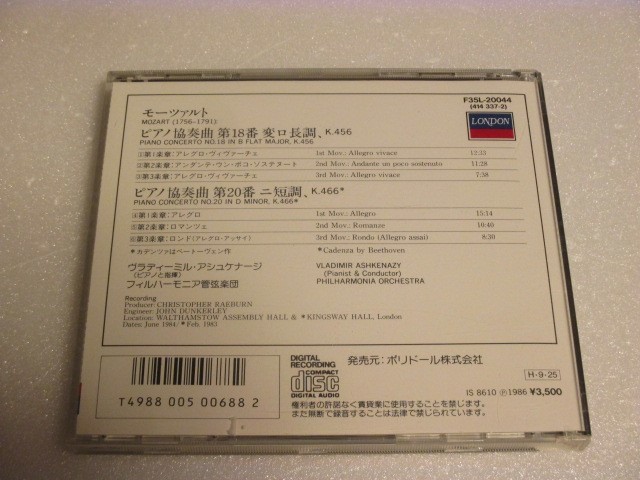 F35L-20044
(414 337-2)
LONDON
モーツァルト
MOZART (1756-1791):
ピアノ協奏曲 第18番 変ロ長調、K.456
PIANO CONCERTO NO.18 IN B FLAT MAJOR, K.456
①第1楽章:アレグロ・ヴィヴァーチェ 1st Mov.: Allegro vivace 12:33
②第2楽章:アンダンテ・ウン・ポコ・ソステヌート 2nd Mov.: Andante un poco sostenuto 11:28
③第3楽章:アレグロ・ヴィヴァーチェ 3rd Mov.: Allegro vivace 7:58
ピアノ協奏曲 第20番 ニ短調、K.466*
PIANO CONCERTO NO.20 IN D MINOR, K.466*
④第1楽章:アレグロ 1st Mov.: Allegro 15:14
⑤第2楽章:ロマンツェ 2nd Mov.: Romanze 10:40
⑥第3楽章:ロンド(アレグロ・アッサイ) 3rd Mov.: Rondo (Allegro assai) 8:30
*カデンツァはベートーヴェン作 *Cadenza by Beethoven
ヴラディーミル・アシュケナージ VLADIMIR ASHKENAZY
(ピアノと指揮) (Pianist & Conductor)
フィルハーモニア管弦楽団 PHILHARMONIA ORCHESTRA
Recording
Producer: CHRISTOPHER RAEBURN
Engineer: JOHN DUNKERLEY
Location: WALTHAMSTOW ASSEMBLY HALL & *KINGSWAY HALL, London
Dates: June 1984/*Feb. 1983
T4988 005 00688 2
DIGITAL RECORDING
COMPACT disc DIGITAL AUDIO
発売元:ポリドール株式会社
H-9-25
IS 8610 ℗1986 ¥3,500
権利者の許諾なく賃貸業に使用することを禁じます。
また無断で録音することは法律で禁じられています。